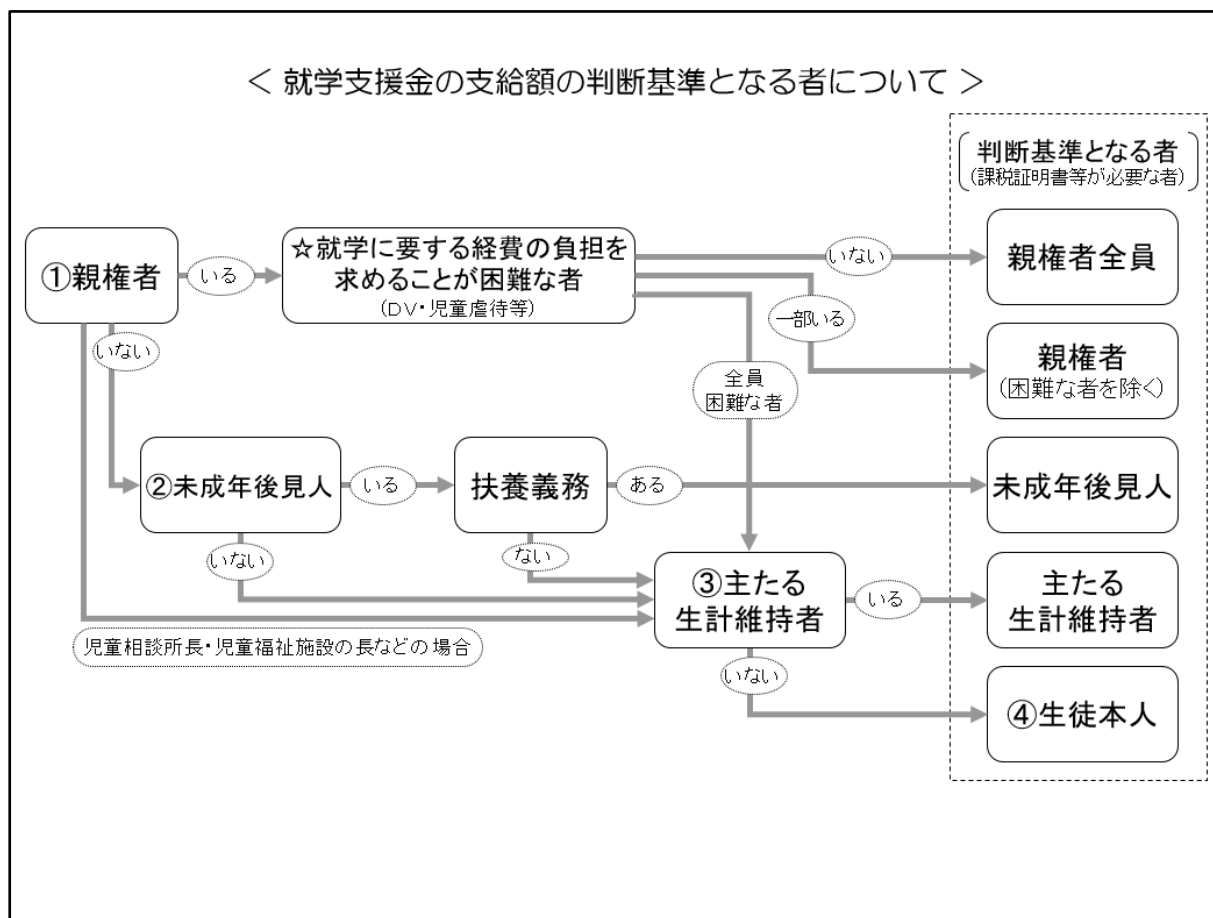 ＜ 就学支援金の支給額の判断基準となる者について ＞
判断基準となる者
(課税証明書等が必要な者)
①親権者
いる
☆就学に要する経費の負担を
求めることが困難な者
(DV・児童虐待等)
いない
親権者全員
一部いる
親権者
(困難な者を除く)
いない
全員
困難な者
②未成年後見人
いる
扶養義務
ある
未成年後見人
いない
ない
③主たる
生計維持者
いる
主たる
生計維持者
児童相談所長・児童福祉施設の長などの場合
いない
④生徒本人